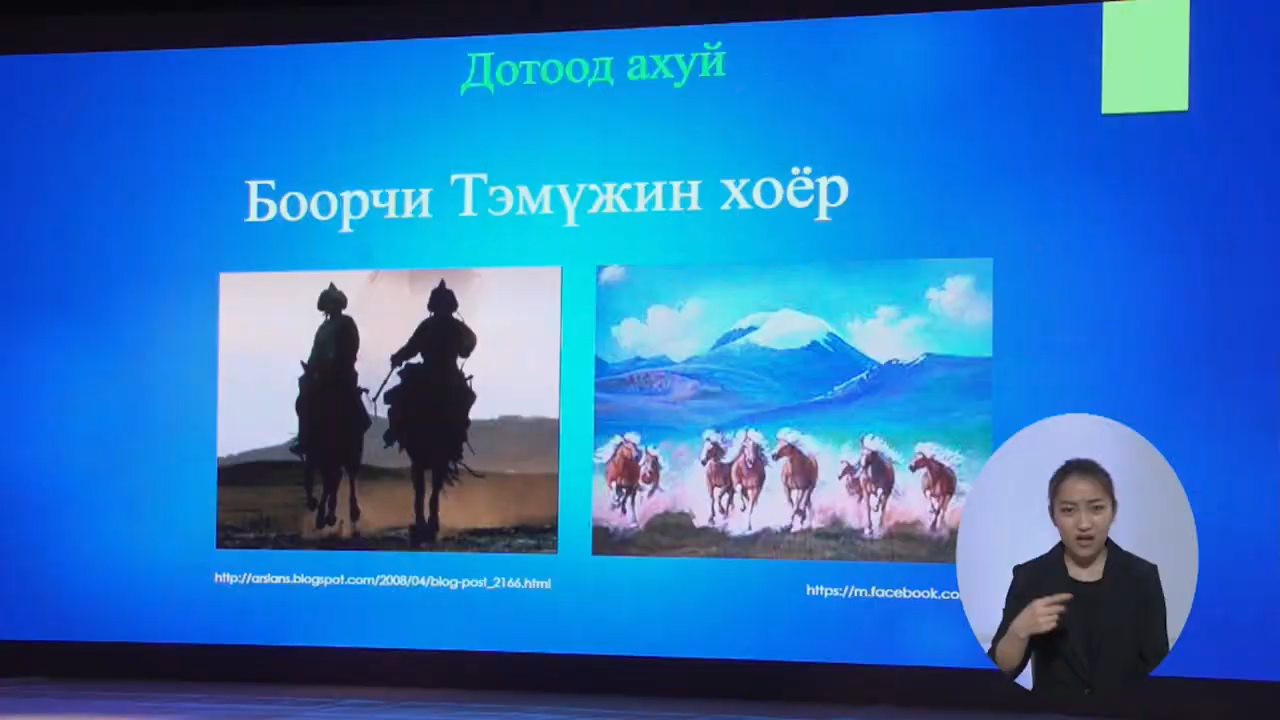 Дотоод ахуй
Боорчи Тэмүжин хоёр
http://arslans.blogspot.com/2008/04/blog-post_2166.html
https://m.facebook.co